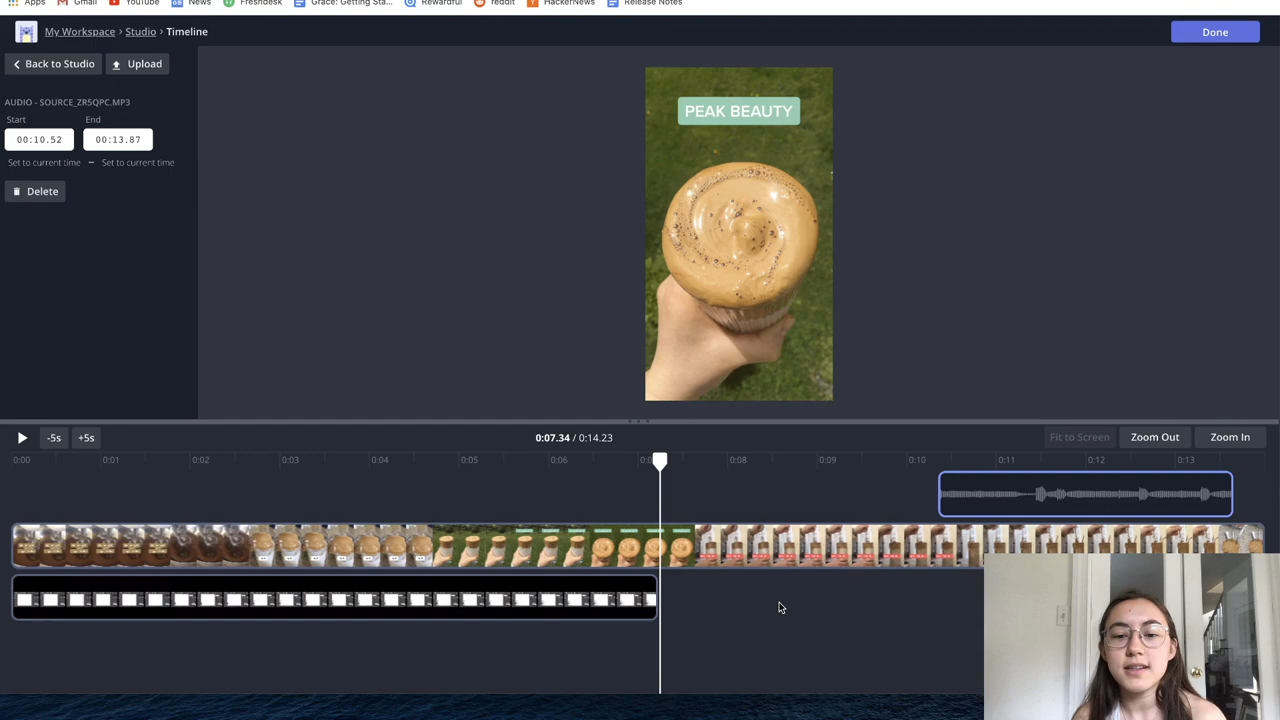 Apps Gmail YouTube News Freshdesk Grace: Getting Sta... Rewardful reddit HackerNews Release Notes
My Workspace > Studio > Timeline
Done
Back to Studio Upload
AUDIO - SOURCE_ZR5QPC.MP3
Start End
00:10.52 00:13.87
Set to current time – Set to current time
Delete
PEAK BEAUTY
-5s +5s
0:07.34 / 0:14.23
Fit to Screen Zoom Out Zoom In
0:00 0:01 0:02 0:03 0:04 0:05 0:06 0:08 0:09 0:10 0:11 0:12 0:13